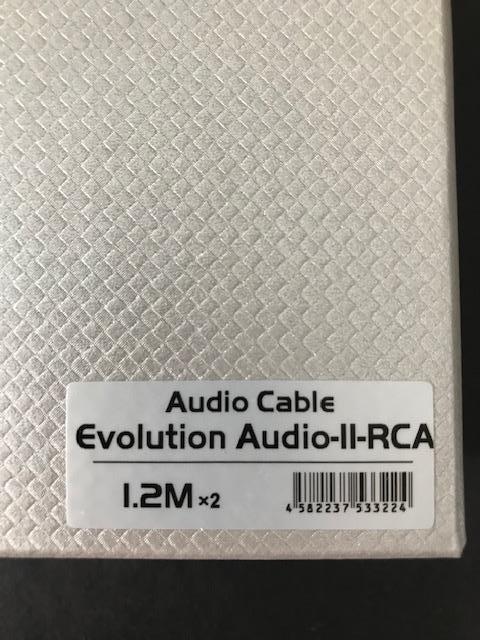 Audio Cable
Evolution Audio-II-RCA
1.2M ×2
4 582237 533224